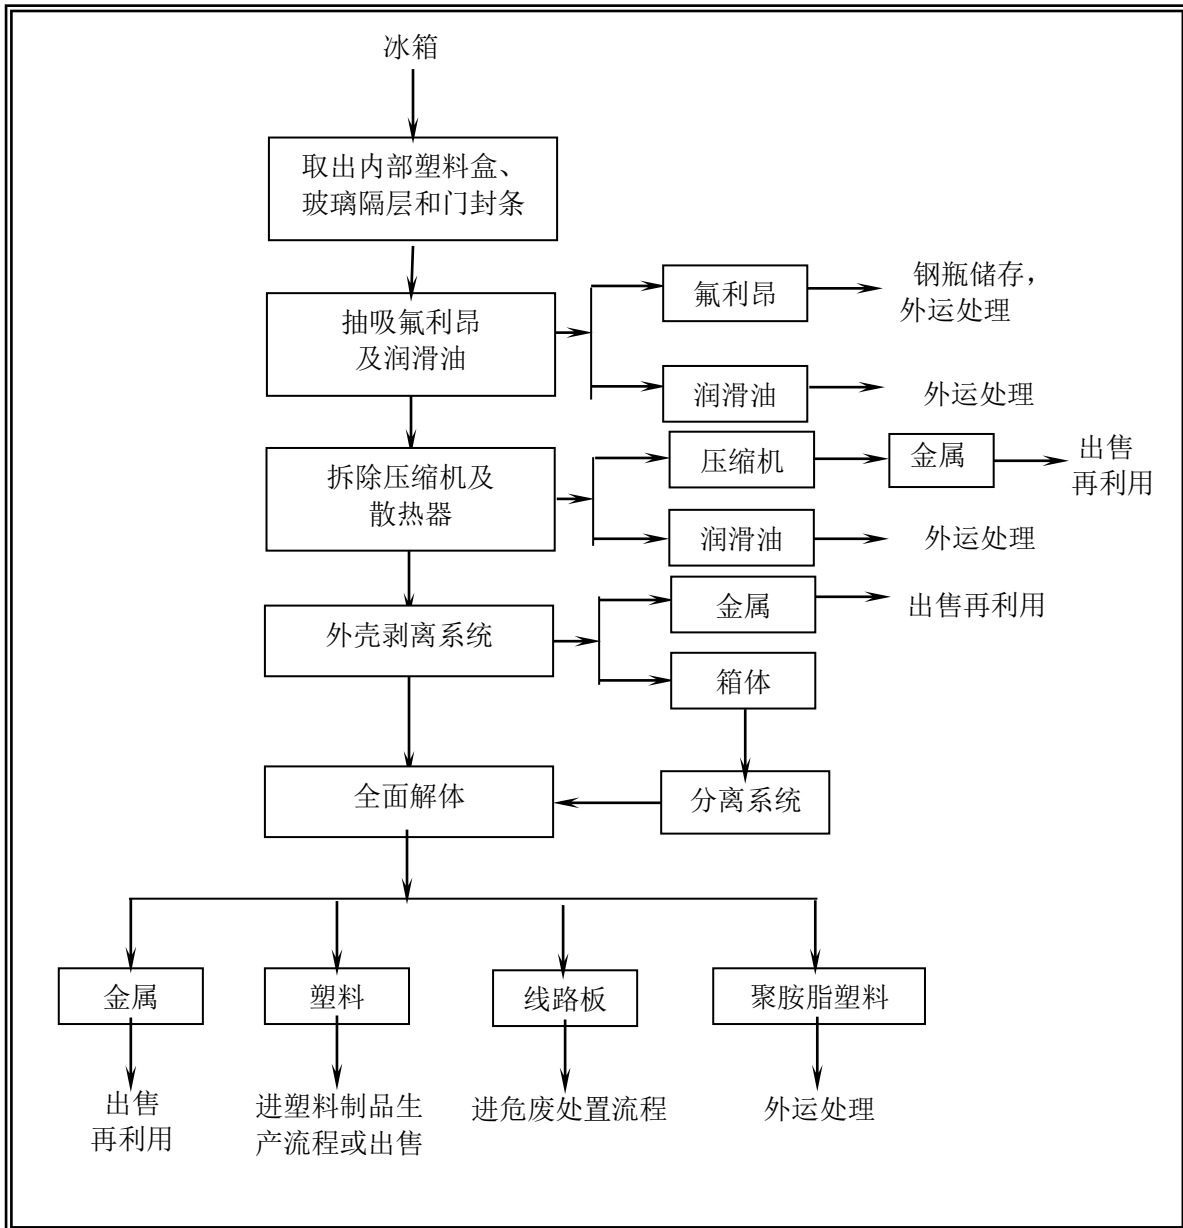 冰箱
取出内部塑料盒、
玻璃隔层和门封条
抽吸氟利昂
及润滑油
氟利昂
钢瓶储存，
外运处理
润滑油
外运处理
拆除压缩机及
散热器
压缩机
金属
出售
再利用
润滑油
外运处理
外壳剥离系统
金属
出售再利用
箱体
全面解体
分离系统
金属
塑料
线路板
聚胺脂塑料
出售
再利用
进塑料制品生
产流程或出售
进危废处置流程
外运处理